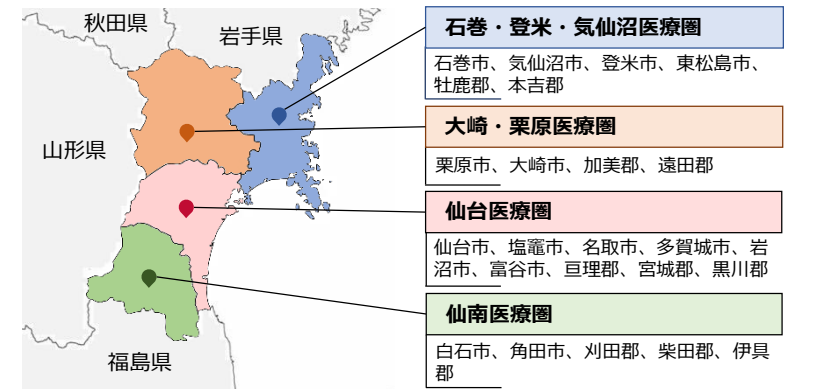 秋田県
岩手県
山形県
福島県
石巻・登米・気仙沼医療圏
石巻市、気仙沼市、登米市、東松島市、
牡鹿郡、本吉郡
大崎・栗原医療圏
栗原市、大崎市、加美郡、遠田郡
仙台医療圏
仙台市、塩竈市、名取市、多賀城市、岩
沼市、富谷市、亘理郡、宮城郡、黒川郡
仙南医療圏
白石市、角田市、刈田郡、柴田郡、伊具
郡